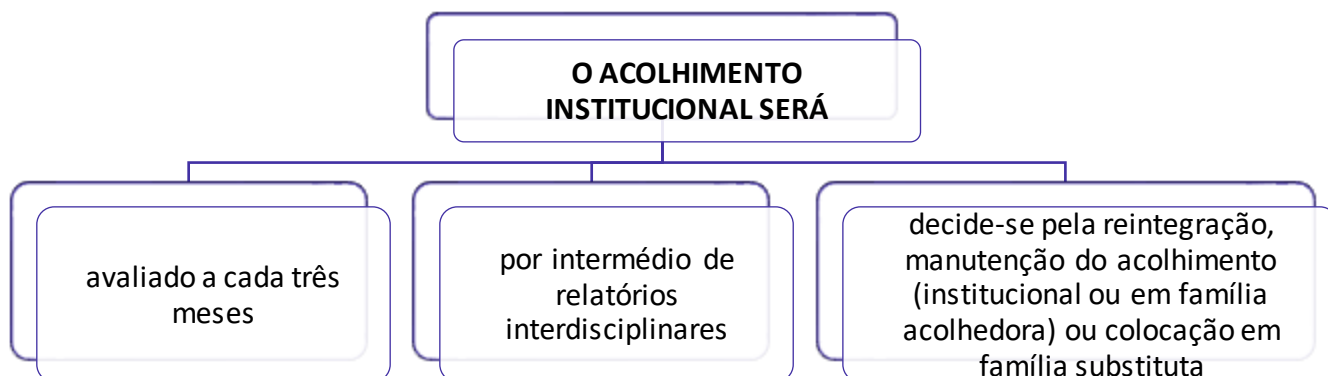 O ACOLHIMENTO
INSTITUCIONAL SERÁ
avaliado a cada três
meses
por intermédio de
relatórios
interdisciplinares
decide-se pela reintegração,
manutenção do acolhimento
(institucional ou em família
acolhedora) ou colocação em
família substituta